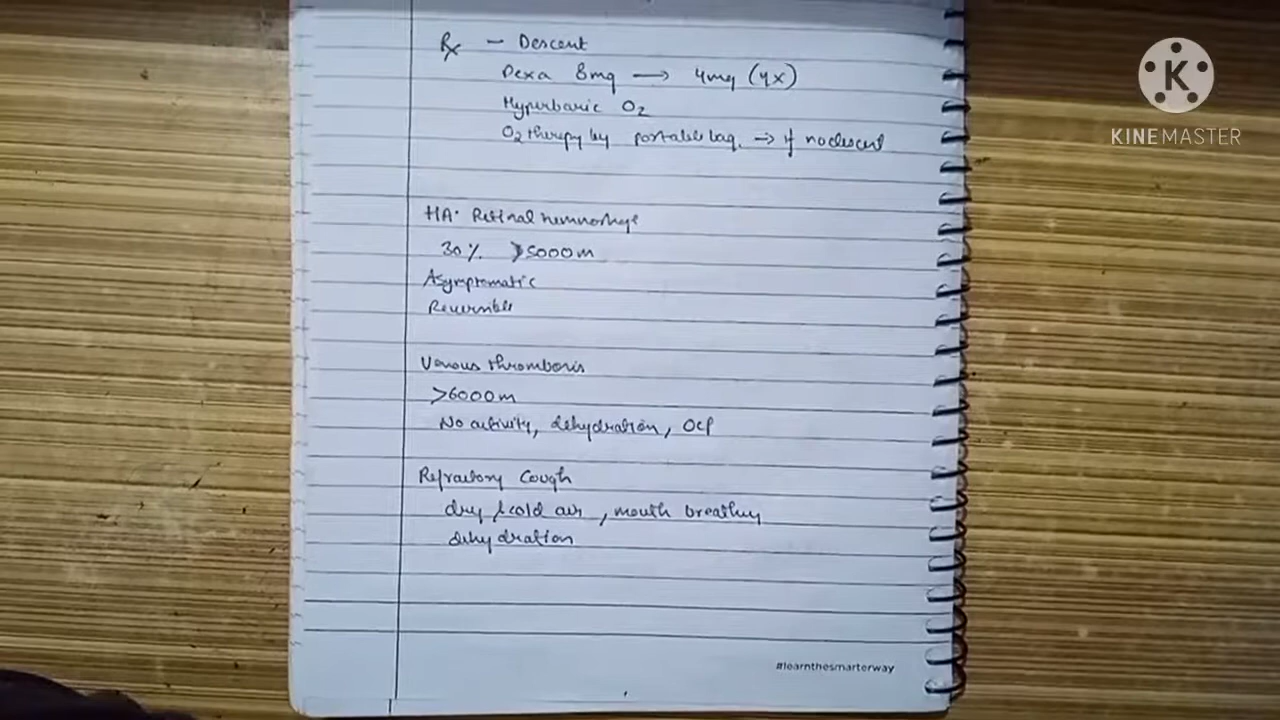 Rx – Descent
Dexa 8mg → 4mg (4x)
Hyperbaric O2
O2 therapy by portable bag. → if no descent
HA. Retinal hemorrhage
30% >5000m
Asymptomatic
Reversible
Venous thrombosis
>6000m
No activity, dehydration, OCP
Refractory Cough
dry & cold air, mouth breathing
dehydration
#learnthesmarterway
K
KINEMASTER